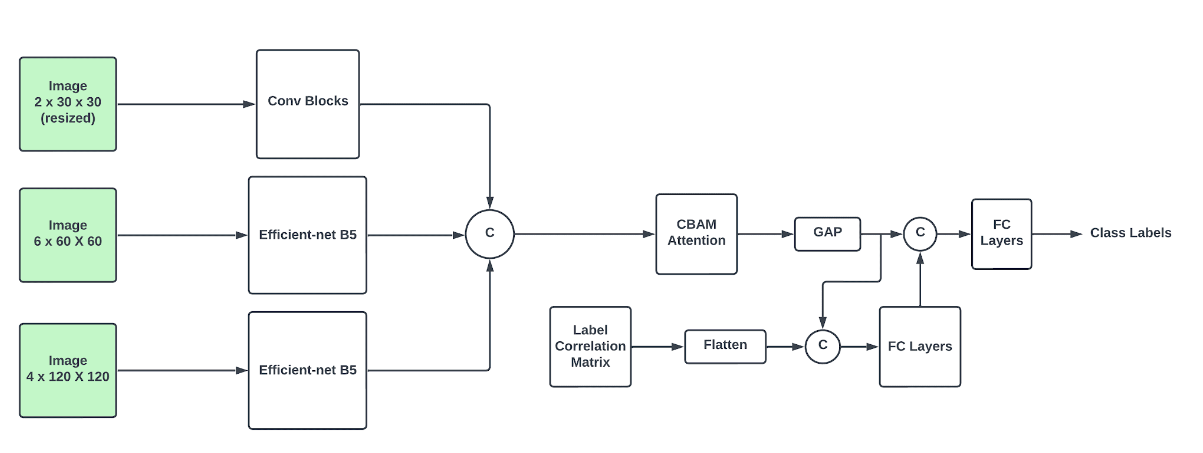 Image
2 x 30 x 30
(resized)
Conv Blocks
Image
6 x 60 X 60
Efficient-net B5
C
CBAM
Attention
GAP
C
FC
Layers
Class Labels
Image
4 x 120 X 120
Efficient-net B5
Label
Correlation
Matrix
Flatten
C
FC Layers